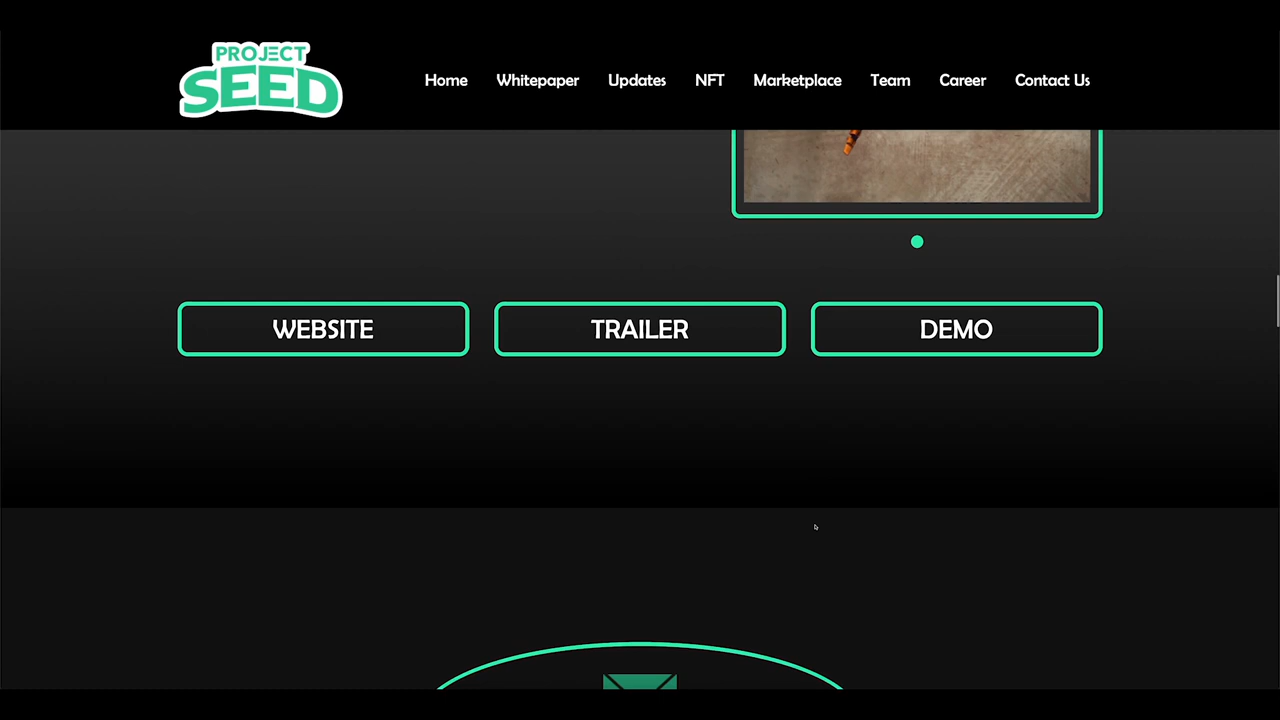 PROJECT
SEED
Home Whitepaper Updates NFT Marketplace Team Career Contact Us
WEBSITE TRAILER DEMO